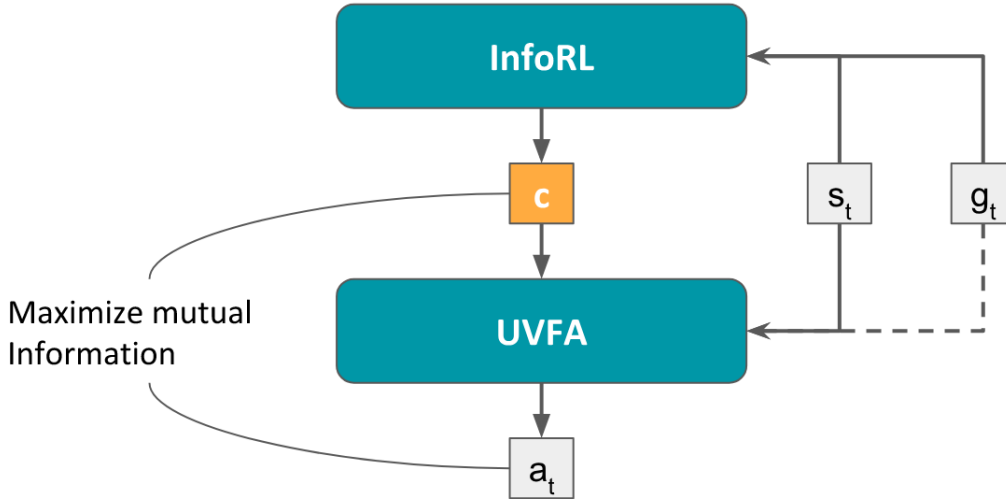 InfoRL
c
s_t
g_t
Maximize mutual
Information
UVFA
a_t